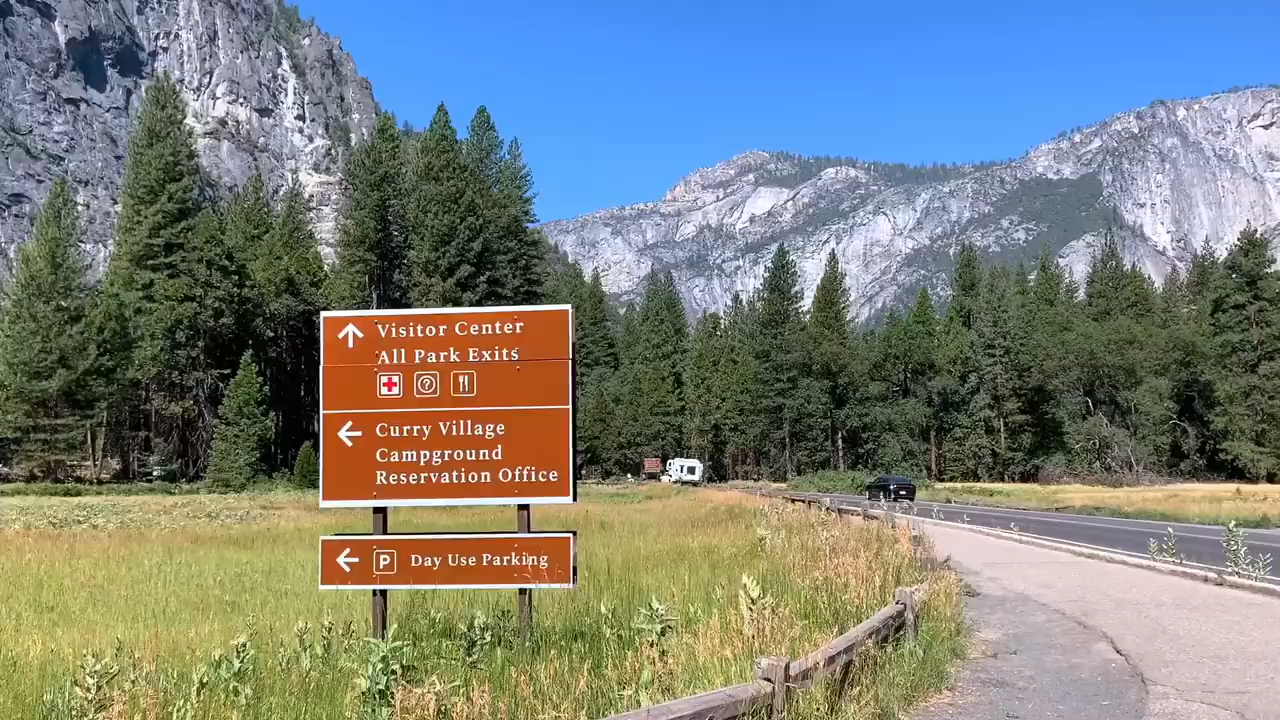 Visitor Center
All Park Exits
?
Curry Village
Campground
Reservation Office
P Day Use Parking